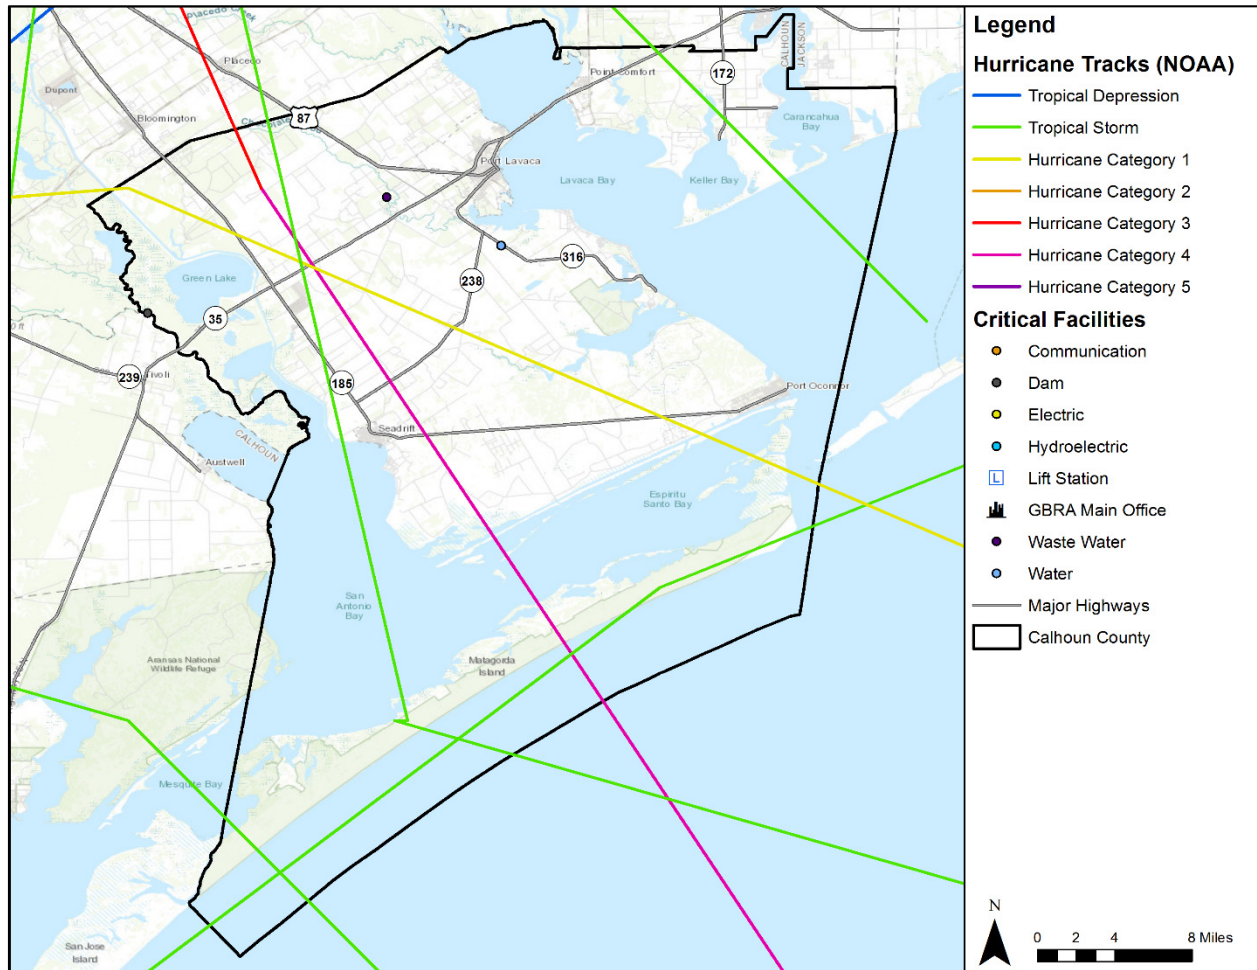 Placedo Creek
Placedo
Dupont
Bloomington
87
Point Comfort
172
CALHOUN
JACKSON
Carancahua
Bay
Port Lavaca
Lavaca Bay
Keller Bay
Green Lake
35
238
316
239
Tivoli
185
Port Oconnor
Seadrift
CALHOUN
Austwell
Espiritu
Santo Bay
San
Antonio
Bay
Aransas National
Wildlife Refuge
Matagorda
Island
Mesquite Bay
San Jose
Island
Legend
Hurricane Tracks (NOAA)
Tropical Depression
Tropical Storm
Hurricane Category 1
Hurricane Category 2
Hurricane Category 3
Hurricane Category 4
Hurricane Category 5
Critical Facilities
Communication
Dam
Electric
Hydroelectric
L Lift Station
GBRA Main Office
Waste Water
Water
Major Highways
Calhoun County
N
0 2 4 8 Miles